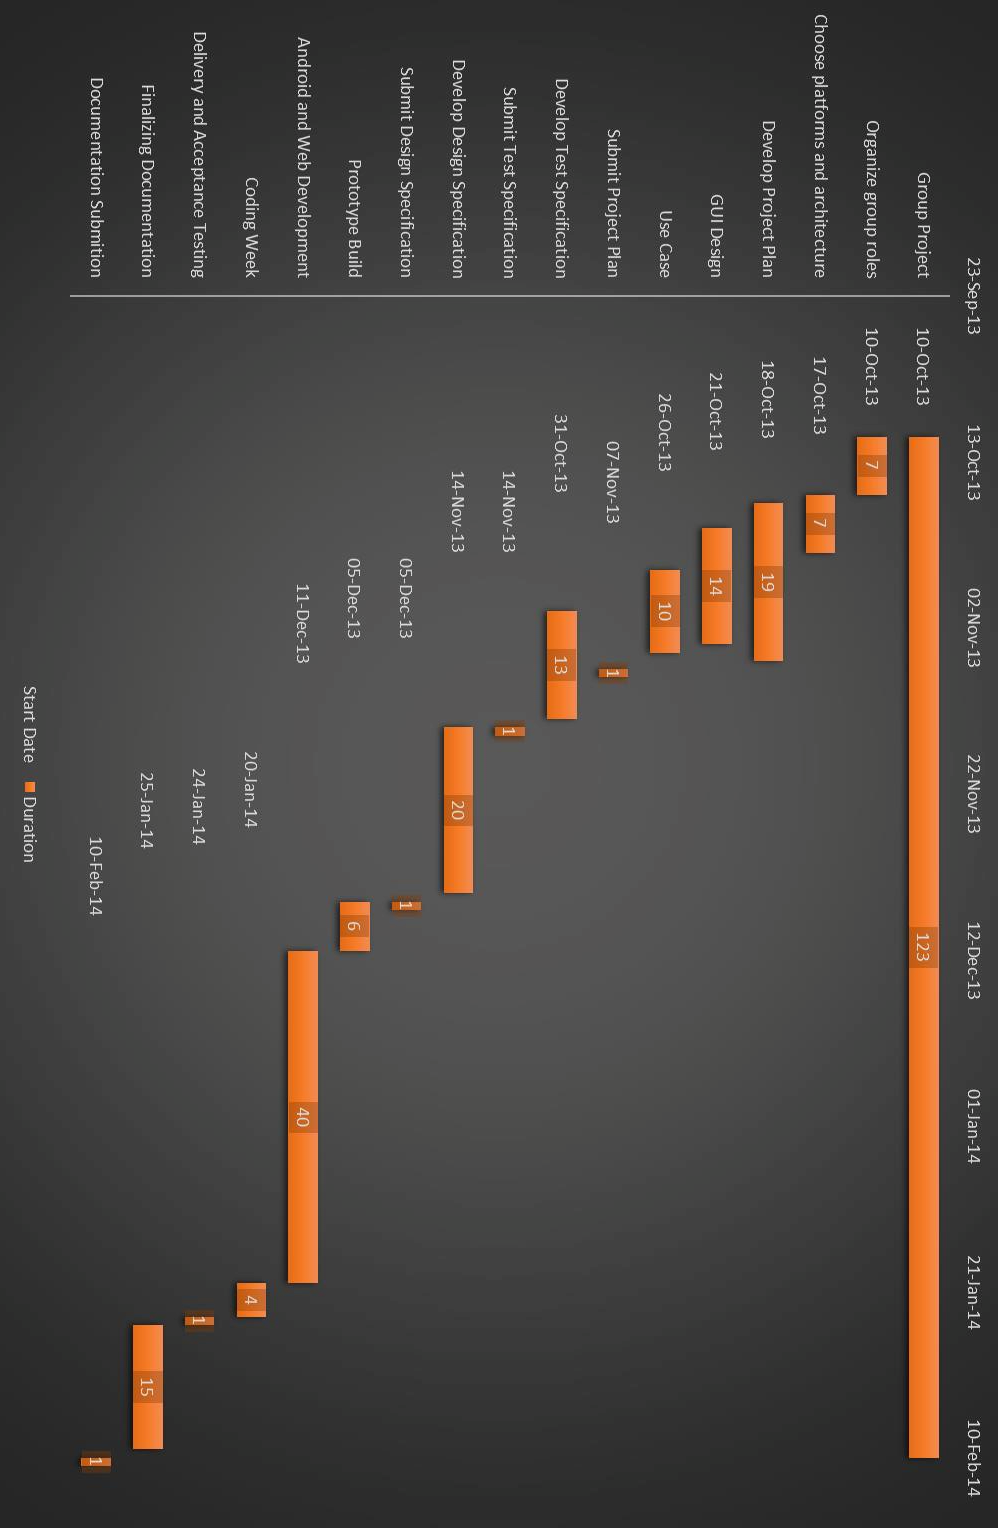 23-Sep-13 13-Oct-13 02-Nov-13 22-Nov-13 12-Dec-13 01-Jan-14 21-Jan-14 10-Feb-14
Group Project 10-Oct-13 123
Organize group roles 10-Oct-13 7
Choose platforms and architecture 17-Oct-13 7
Develop Project Plan 18-Oct-13 19
GUI Design 21-Oct-13 14
Use Case 26-Oct-13 10
Submit Project Plan 07-Nov-13 1
Develop Test Specification 31-Oct-13 13
Submit Test Specification 14-Nov-13 1
Develop Design Specification 14-Nov-13 20
Submit Design Specification 05-Dec-13 1
Prototype Build 05-Dec-13 6
Android and Web Development 11-Dec-13 40
Coding Week 20-Jan-14 4
Delivery and Acceptance Testing 24-Jan-14 1
Finalizing Documentation 25-Jan-14 15
Documentation Submition 10-Feb-14 1
Start Date Duration